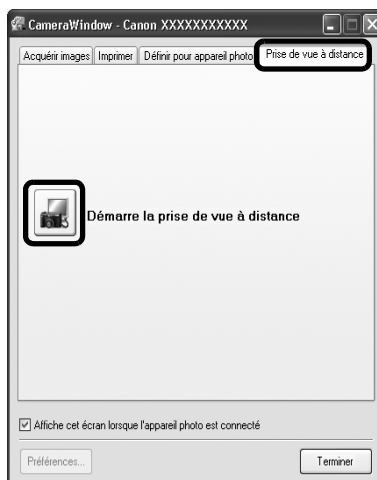 CameraWindow - Canon XXXXXXXXXXX
Acquérir images Imprimer Définir pour appareil photo Prise de vue à distance
Démarre la prise de vue à distance
Affiche cet écran lorsque l'appareil photo est connecté
Préférences... Terminer